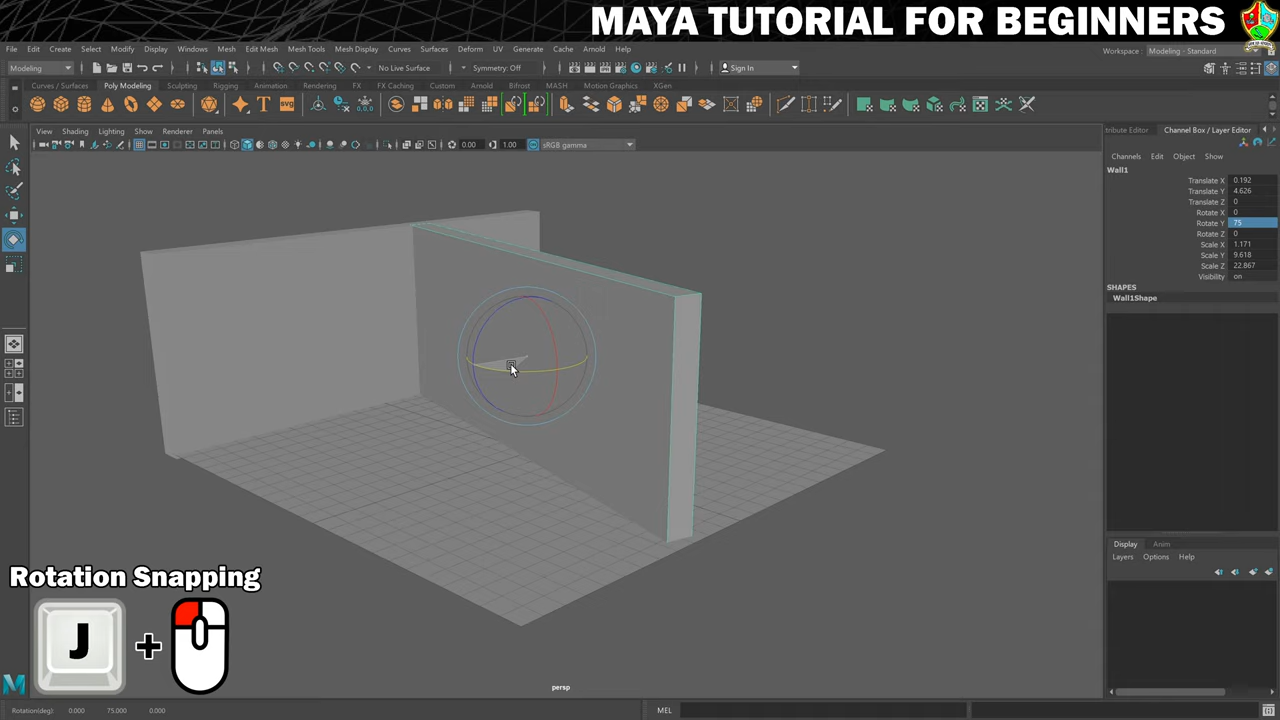 MAYA TUTORIAL FOR BEGINNERS
File Edit Create Select Modify Display Windows Mesh Edit Mesh Mesh Tools Mesh Display Curves Surfaces Deform UV Generate Cache Arnold Help
Workspace : Modeling - Standard
Modeling No Live Surface Symmetry: Off Sign In
Curves / Surfaces Poly Modeling Sculpting Rigging Animation Rendering FX FX Caching Custom Arnold Bifrost MASH Motion Graphics XGen
View Shading Lighting Show Renderer Panels
0.00 1.00 sRGB gamma
tribute Editor Channel Box / Layer Editor
Channels Edit Object Show
Wall1
Translate X 0.192
Translate Y 4.626
Translate Z 0
Rotate X 0
Rotate Y 75
Rotate Z 0
Scale X 1.171
Scale Y 9.618
Scale Z 22.867
Visibility on
SHAPES
Wall1Shape
Display Anim
Layers Options Help
Rotation Snapping
J +
persp
Rotation(deg): 0.000 75.000 0.000
MEL